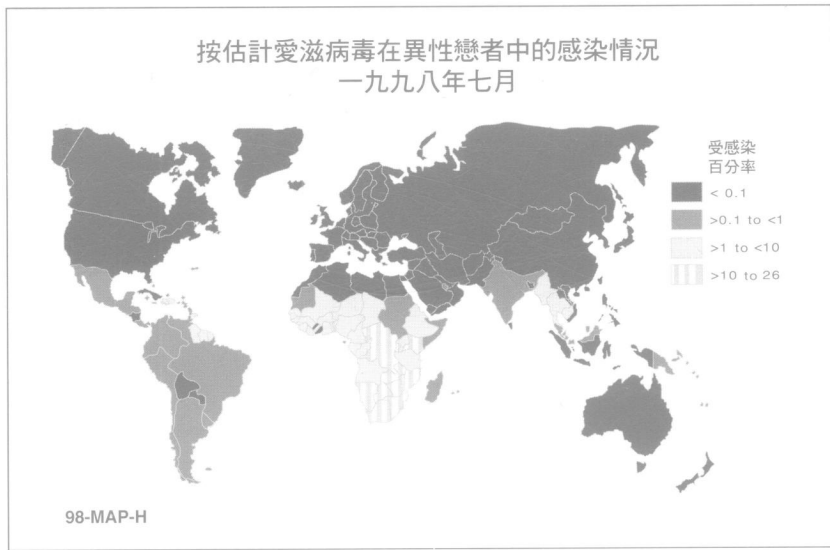 按估計愛滋病毒在異性戀者中的感染情況
一九九八年七月
受感染
百分率
< 0.1
>0.1 to <1
>1 to <10
>10 to 26
98-MAP-H